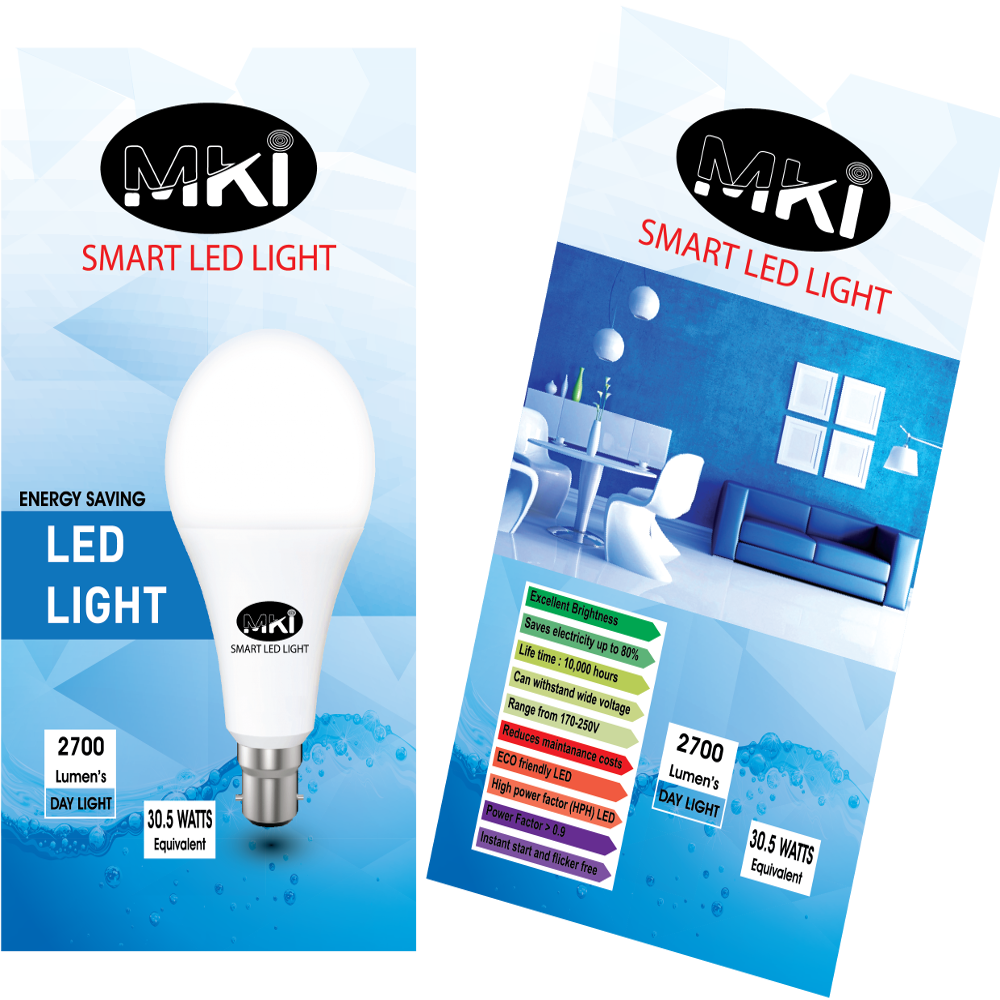 MKi
SMART LED LIGHT
ENERGY SAVING
LED
LIGHT
MKi
SMART LED LIGHT
2700
Lumen's
DAY LIGHT
30.5 WATTS
Equivalent
MKi
SMART LED LIGHT
Excellent Brightness
Saves electricity up to 80%
Life time : 10,000 hours
Can withstand wide voltage
Range from 170-250V
Reduces maintanance costs
ECO friendly LED
High power factor (HPH) LED
Power Factor > 0.9
Instant start and flicker free
2700
Lumen's
DAY LIGHT
30.5 WATTS
Equivalent